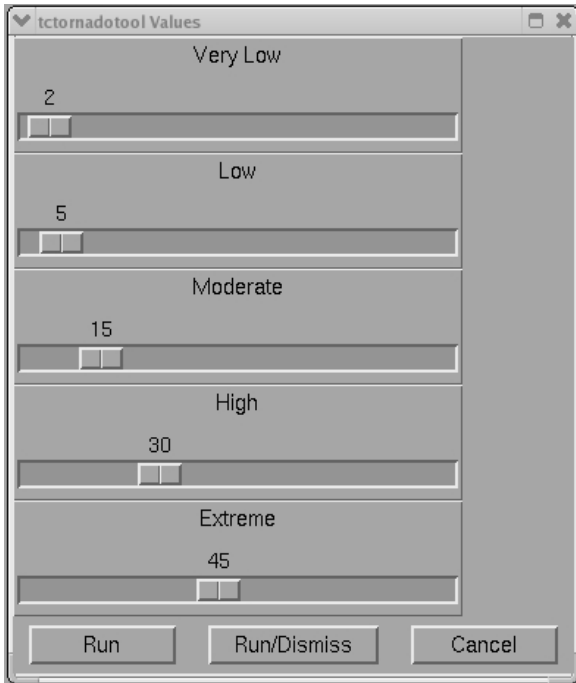 tctornadotool Values
Very Low
2
Low
5
Moderate
15
High
30
Extreme
45
Run Run/Dismiss Cancel